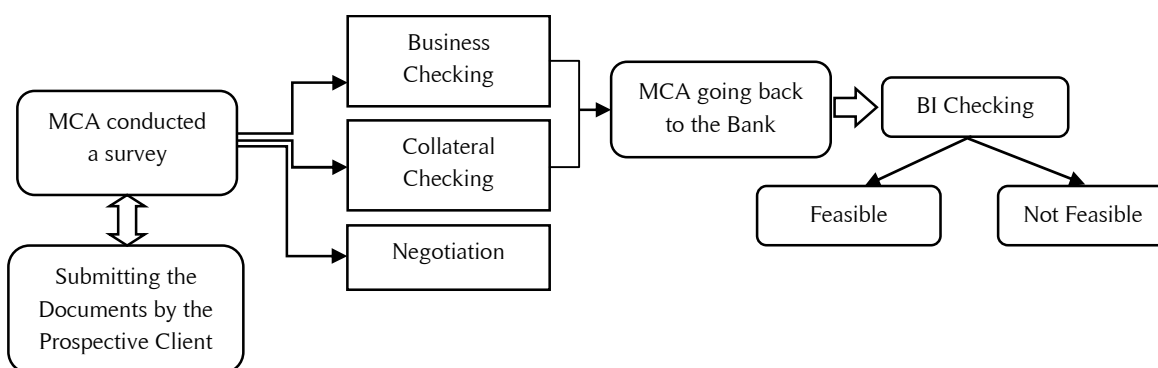 MCA conducted
a survey
Submitting the
Documents by the
Prospective Client
Business
Checking
Collateral
Checking
Negotiation
MCA going back
to the Bank
BI Checking
Feasible
Not Feasible